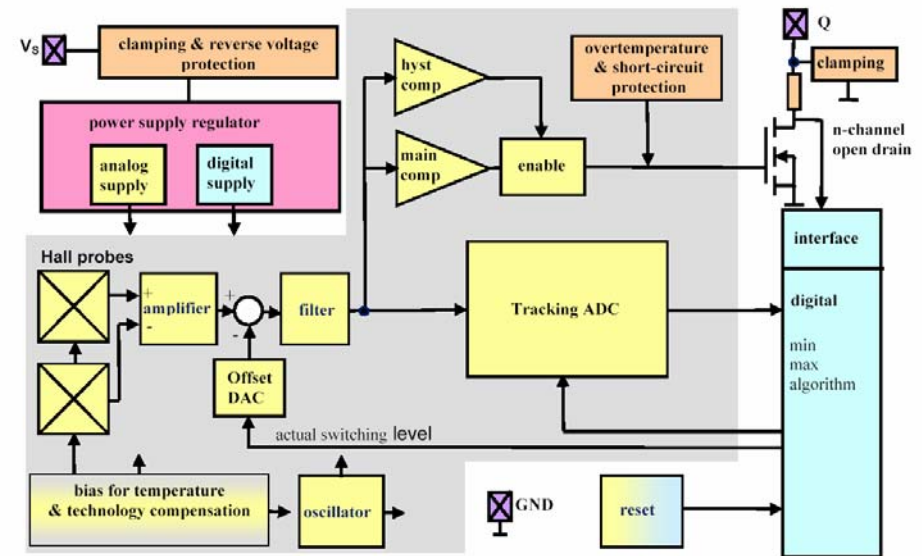 Vs
clamping & reverse voltage
protection
power supply regulator
analog
supply
digital
supply
hyst
comp
main
comp
enable
overtemperature
& short-circuit
protection
Q
clamping
n-channel
open drain
interface
digital
min
max
algorithm
Hall probes
+
-
amplifier
+
-
filter
Tracking ADC
Offset
DAC
actual switching level
bias for temperature
& technology compensation
oscillator
GND
reset